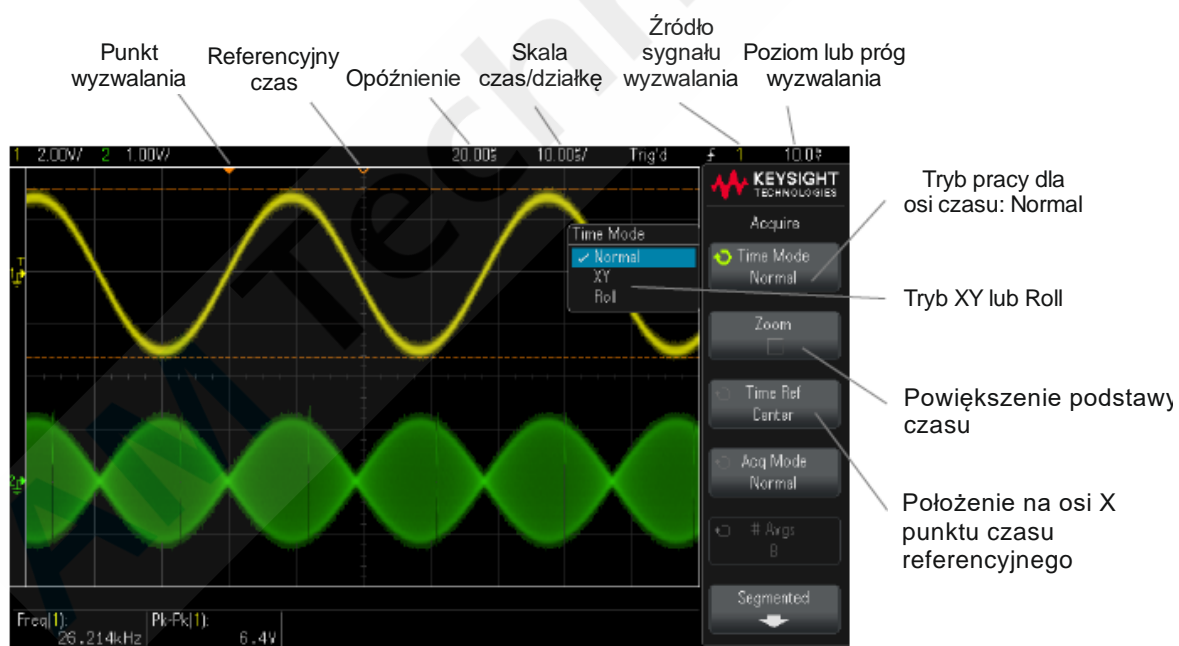 Punkt
wyzwalania
Referencyjny
czas
Opóźnienie
Skala
czas/działkę
Źródło
sygnału
wyzwalania
Poziom lub próg
wyzwalania
1 2.00V/ 2 1.00V/ 20.00s 10.00s/ Trig'd 1 10.0V
KEYSIGHT
TECHNOLOGIES
Acquire
Time Mode
Normal
XY
Roll
Time Mode
Normal
Zoom
Time Ref
Center
Acq Mode
Normal
# Avgs
8
Segmented
Tryb pracy dla
osi czasu: Normal
Tryb XY lub Roll
Powiększenie podstawy
czasu
Położenie na osi X
punktu czasu
referencyjnego
T
1
2
Freq(1): Pk-Pk(1):
26.214kHz 6.4V